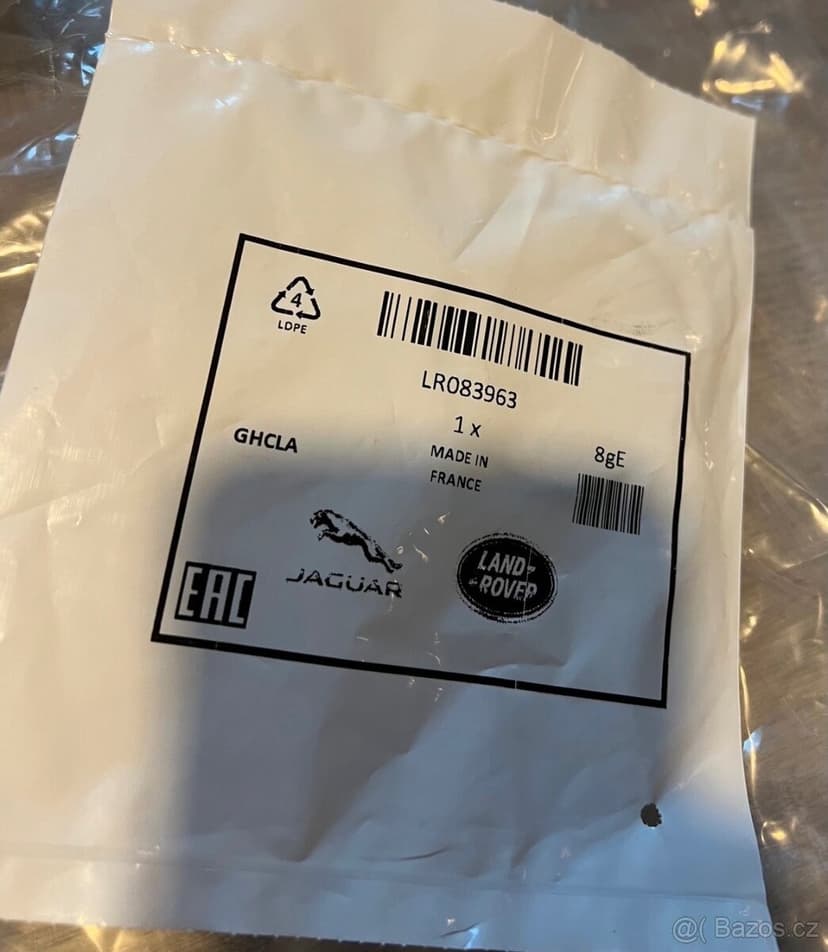 4
LDPE
LR083963
1 x
GHCLA
MADE IN
FRANCE
8gE
JAGUAR
LAND-
-ROVER
EAC
@( Bazos.cz